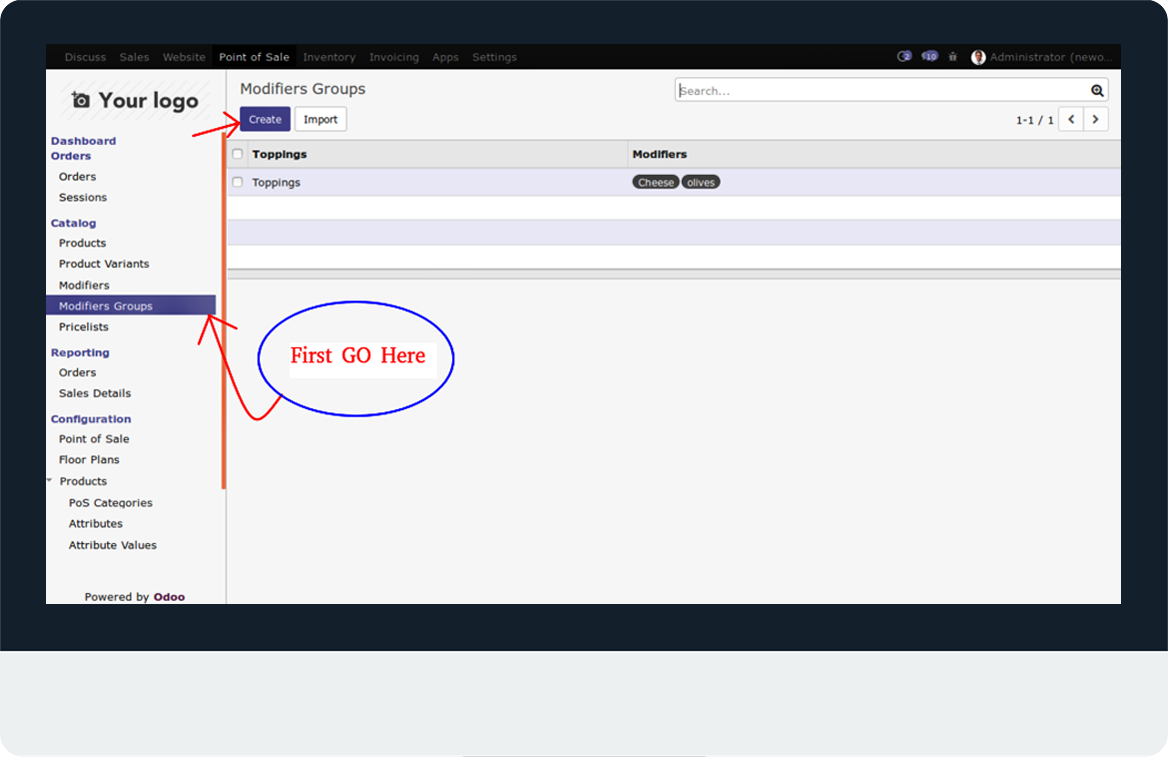 Discuss Sales Website Point of Sale Inventory Invoicing Apps Settings 2 10 Administrator (newo...
Your logo
Dashboard
Orders
Orders
Sessions
Catalog
Products
Product Variants
Modifiers
Modifiers Groups
Pricelists
Reporting
Orders
Sales Details
Configuration
Point of Sale
Floor Plans
Products
PoS Categories
Attributes
Attribute Values
Powered by Odoo
Modifiers Groups
Search...
Create Import
1-1 / 1
Toppings Modifiers
Toppings Cheese olives
First GO Here